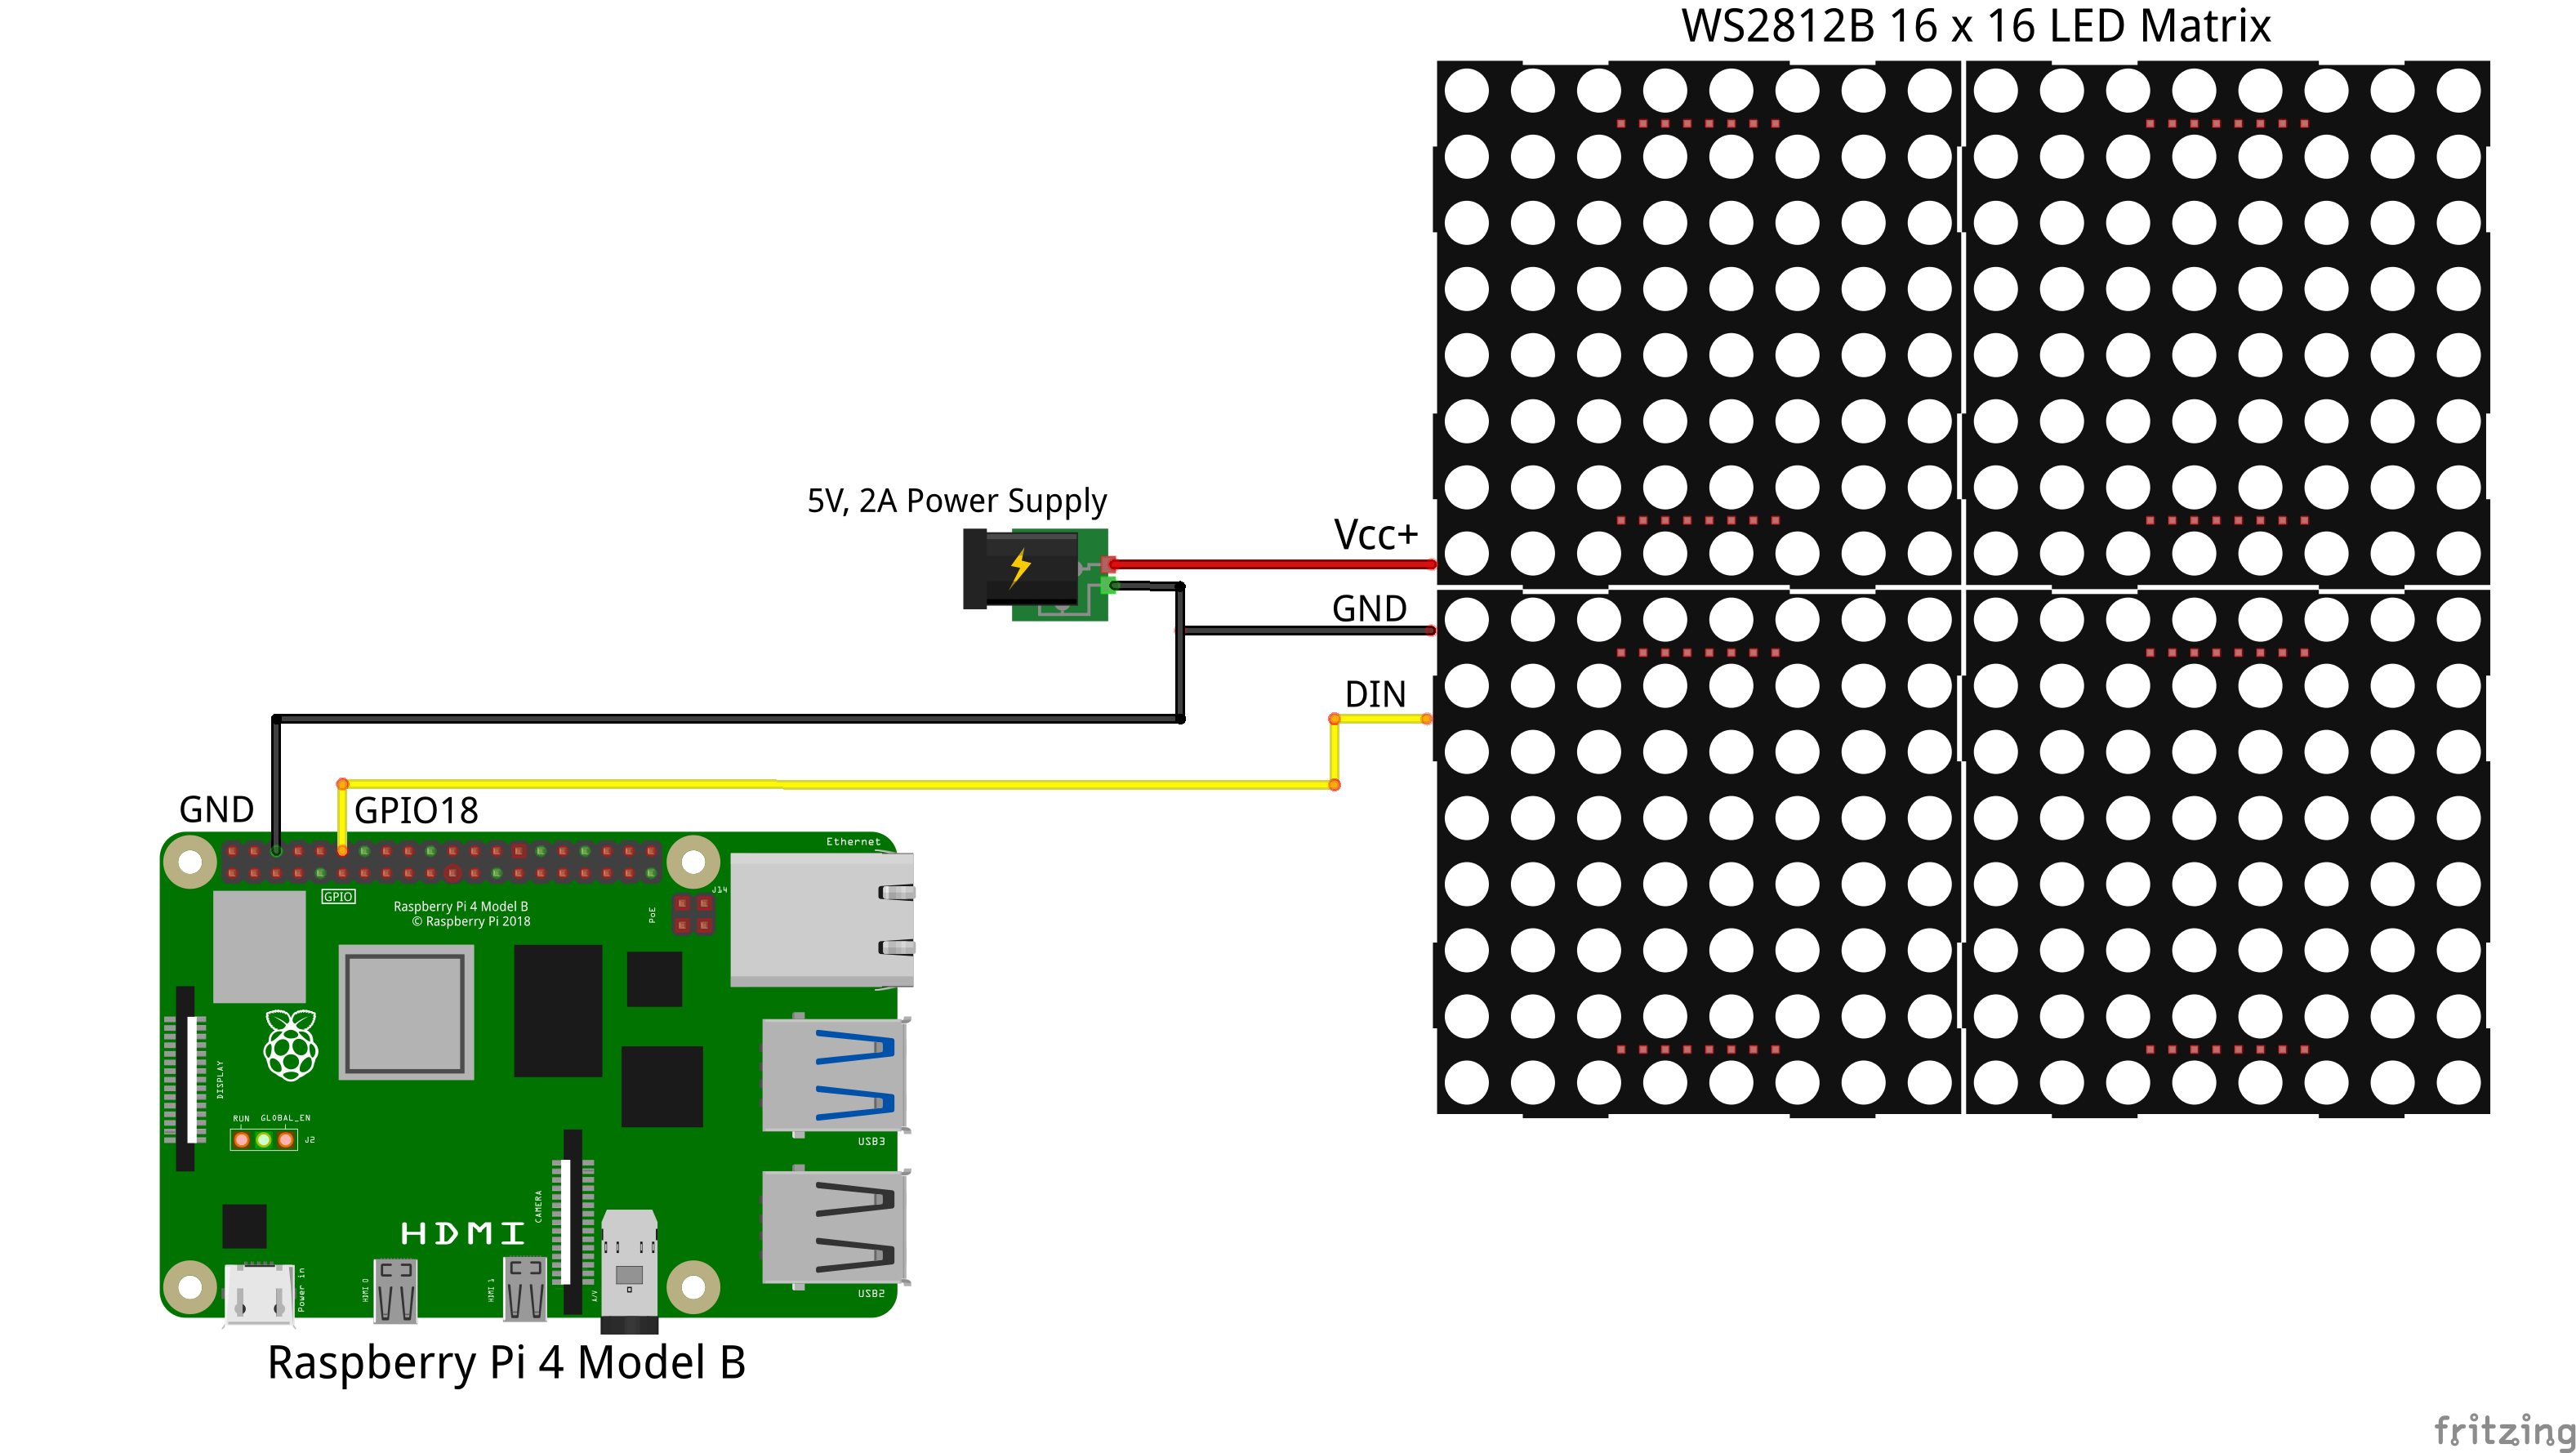 WS2812B 16 x 16 LED Matrix
5V, 2A Power Supply
Vcc+
GND
DIN
GND
GPIO18
Ethernet
J14
GPIO
PoE
Raspberry Pi 4 Model B
© Raspberry Pi 2018
DISPLAY
RUN GLOBAL_EN
J2
USB3
CAMERA
HDMI
Power in
HDMI 0
HDMI 1
A/V
USB2
Raspberry Pi 4 Model B
fritzing